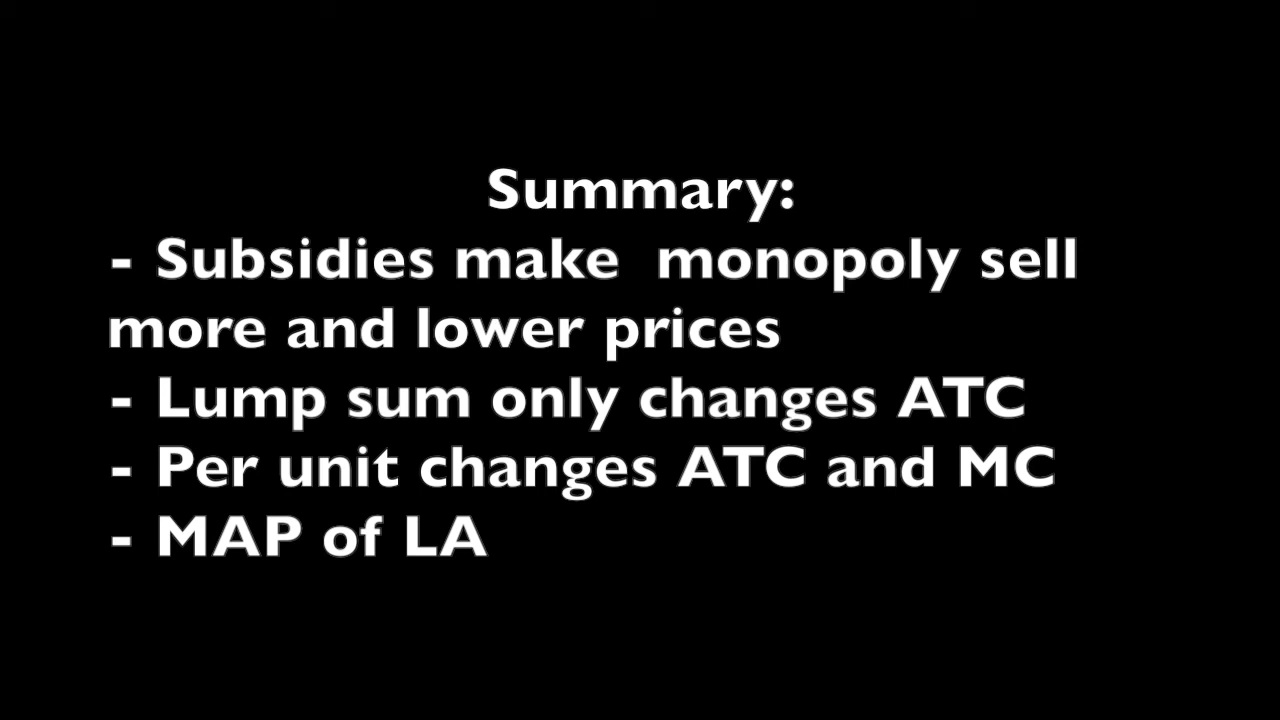 Summary:
- Subsidies make  monopoly sell
more and lower prices
- Lump sum only changes ATC
- Per unit changes ATC and MC
- MAP of LA